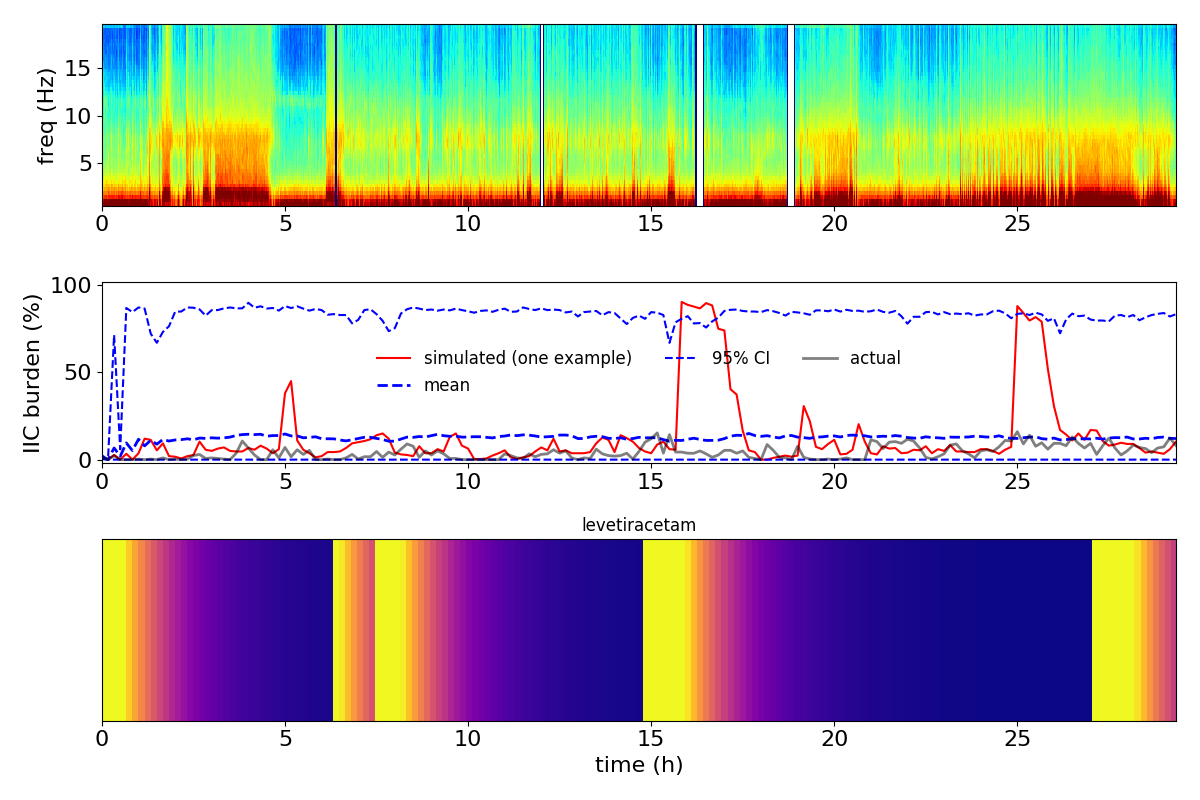 freq (Hz)
15
10
5
0 5 10 15 20 25
IIC burden (%)
100
50
0
simulated (one example)
mean
95% CI
actual
0 5 10 15 20 25
levetiracetam
0 5 10 15 20 25
time (h)